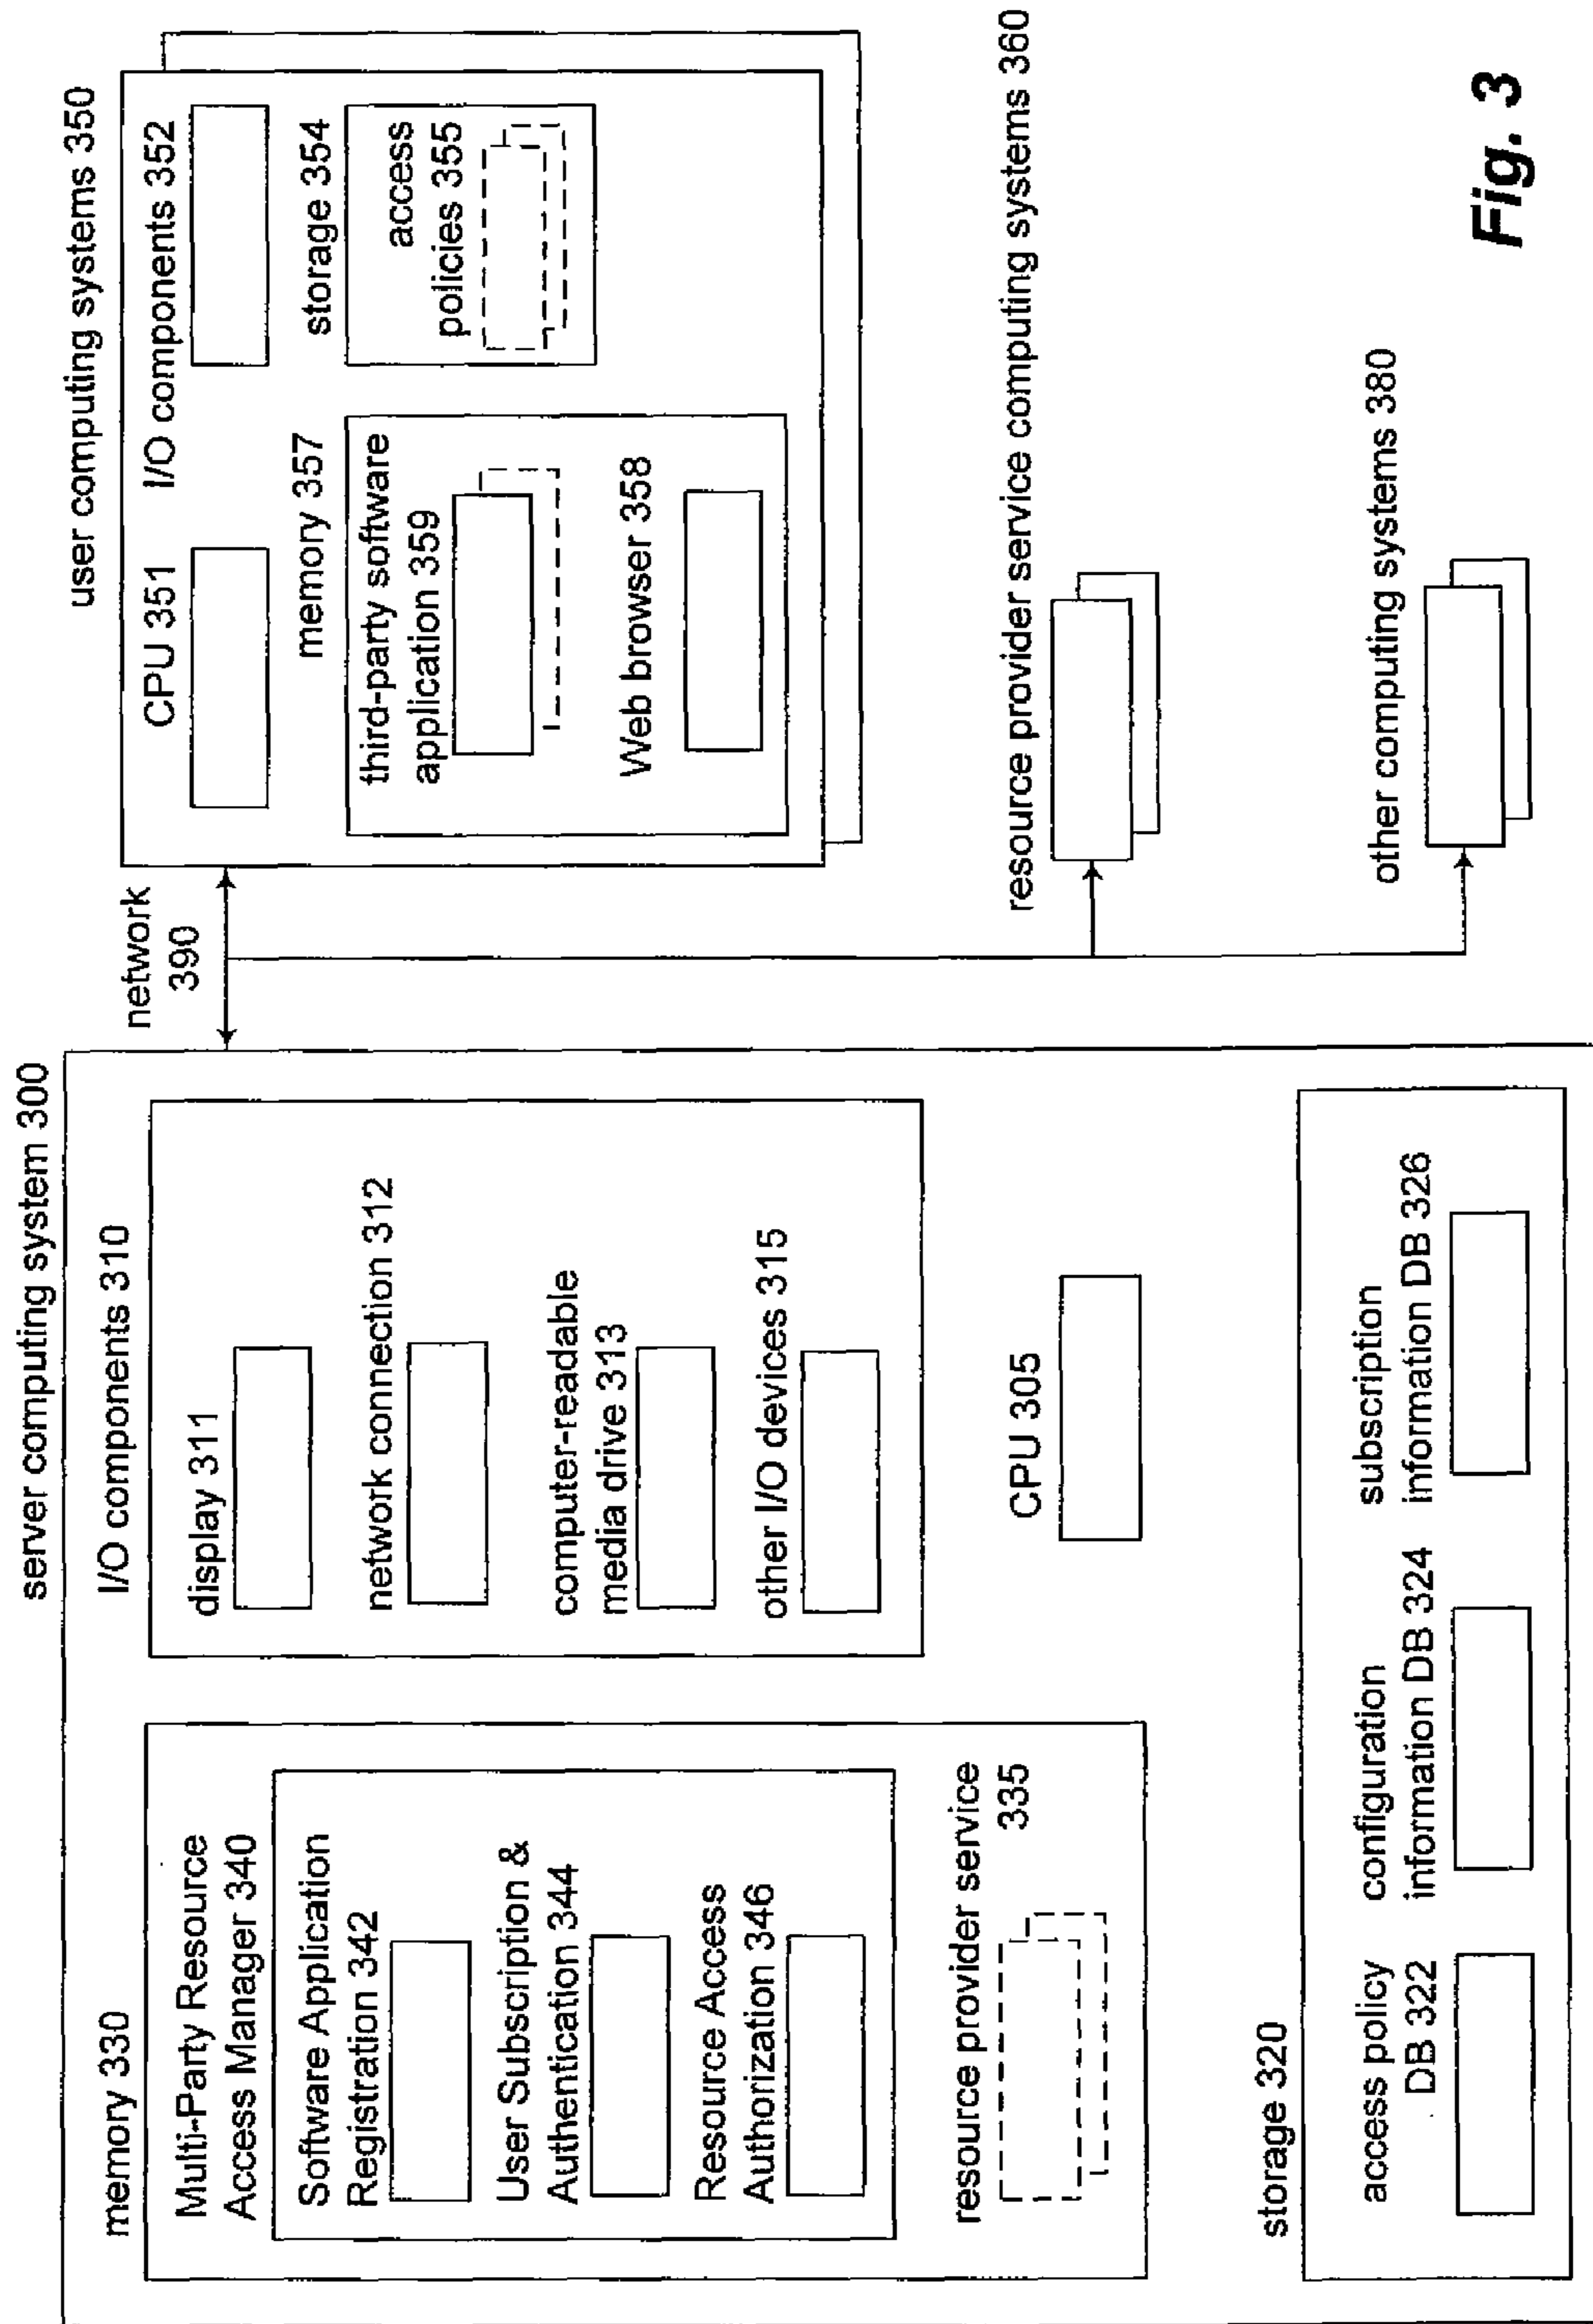 server computing system 300
memory 330
Multi-Party Resource
Access Manager 340
Software Application
Registration 342
User Subscription &
Authentication 344
Resource Access
Authorization 346
resource provider service
335
I/O components 310
display 311
network connection 312
computer-readable
media drive 313
other I/O devices 315
CPU 305
storage 320
access policy
DB 322
configuration
information DB 324
subscription
information DB 326
network
390
user computing systems 350
CPU 351
I/O components 352
memory 357
third-party software
application 359
Web browser 358
storage 354
access
policies 355
resource provider service computing systems 360
other computing systems 380
Fig. 3